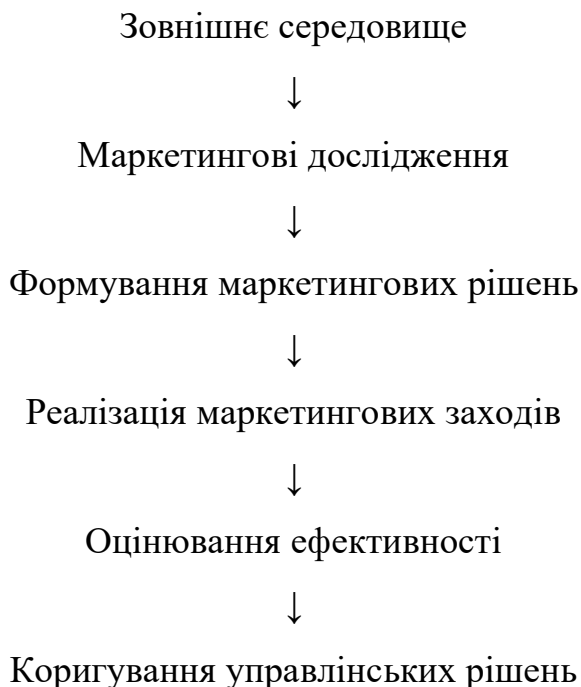 Зовнішнє середовище
↓
Маркетингові дослідження
↓
Формування маркетингових рішень
↓
Реалізація маркетингових заходів
↓
Оцінювання ефективності
↓
Коригування управлінських рішень